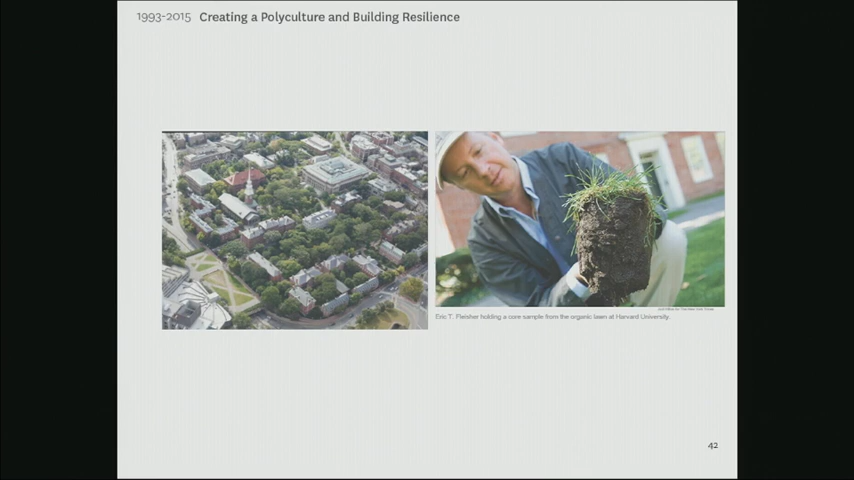 1993-2015 Creating a Polyculture and Building Resilience
Eric T. Fleisher holding a core sample from the organic lawn at Harvard University.
42